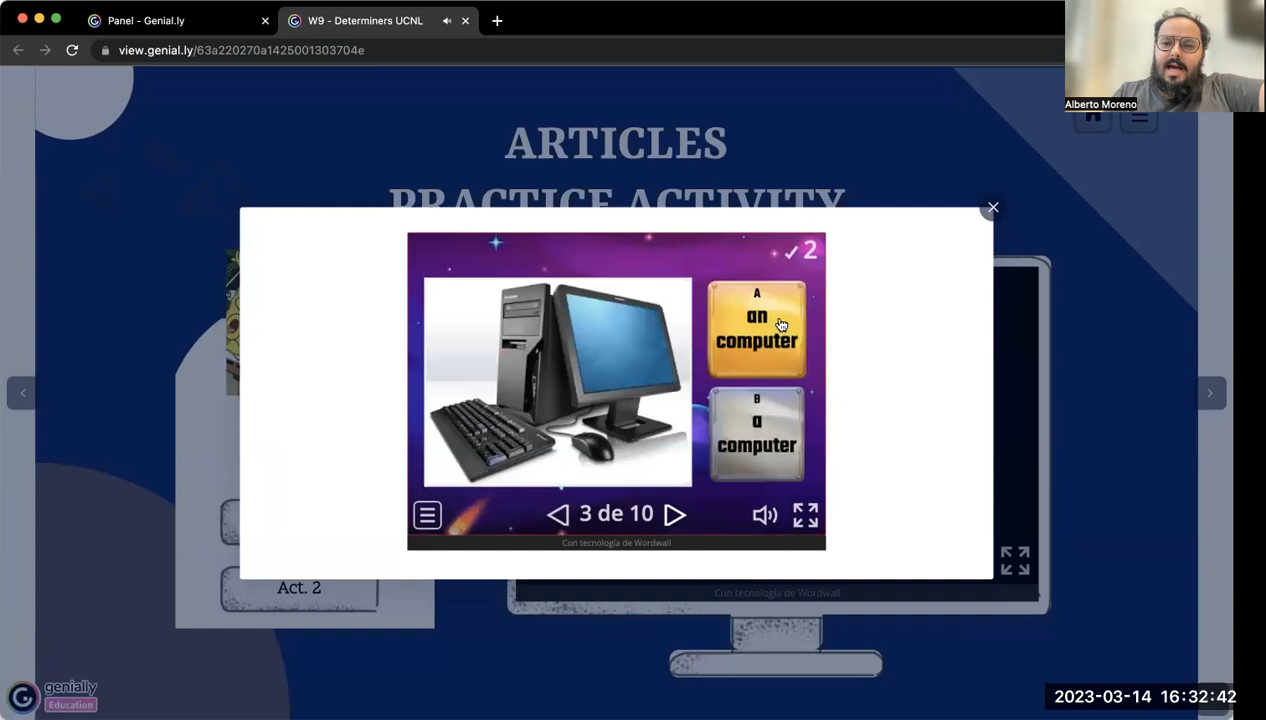 Panel - Genial.ly
W9 - Determiners UCNL
view.genial.ly/63a220270a1425001303704e
Alberto Moreno
ARTICLES
PRACTICE ACTIVITY
2
A
an
computer
B
a
computer
3 de 10
Con tecnología de Wordwall
Act. 2
Con tecnología de Wordwall
genially
Education
2023-03-14 16:32:42